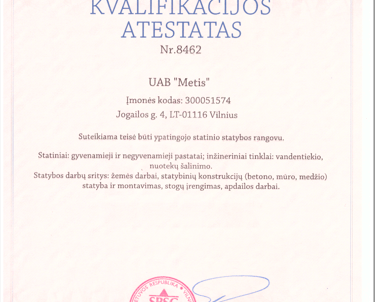 KVALIFIKACIJOS
ATESTATAS
Nr.8462
UAB "Metis"
Įmonės kodas: 300051574
Jogailos g. 4, LT-01116 Vilnius
Suteikiama teisė būti ypatingojo statinio statybos rangovu.
Statiniai: gyvenamieji ir negyvenamieji pastatai; inžineriniai tinklai: vandentiekio,
nuotekų šalinimo.
Statybos darbų sritys: žemės darbai, statybinių konstrukcijų (betono, mūro, medžio)
statyba ir montavimas, stogų įrengimas, apdailos darbai.
RESPUBLIKA